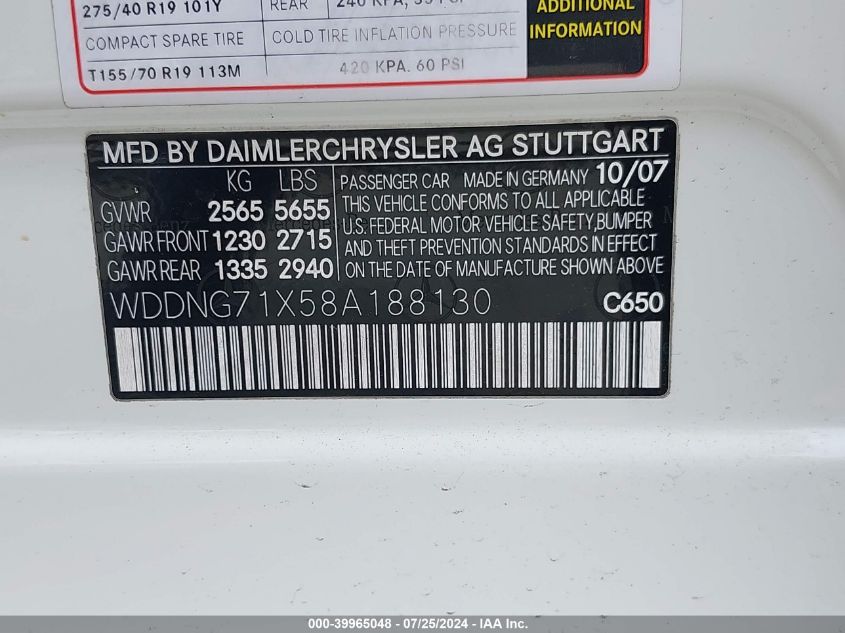 275/40 R19 101Y REAR
ADDITIONAL
INFORMATION
COMPACT SPARE TIRE COLD TIRE INFLATION PRESSURE
T155/70 R19 113M 420 KPA. 60 PSI
MFD BY DAIMLERCHRYSLER AG STUTTGART
KG LBS PASSENGER CAR MADE IN GERMANY 10/07
GVWR 2565 5655 THIS VEHICLE CONFORMS TO ALL APPLICABLE
U.S. FEDERAL MOTOR VEHICLE SAFETY,BUMPER
GAWR FRONT 1230 2715 AND THEFT PREVENTION STANDARDS IN EFFECT
GAWR REAR 1335 2940 ON THE DATE OF MANUFACTURE SHOWN ABOVE
WDDNG71X58A188130 C650
000-39965048 - 07/25/2024 - IAA Inc.